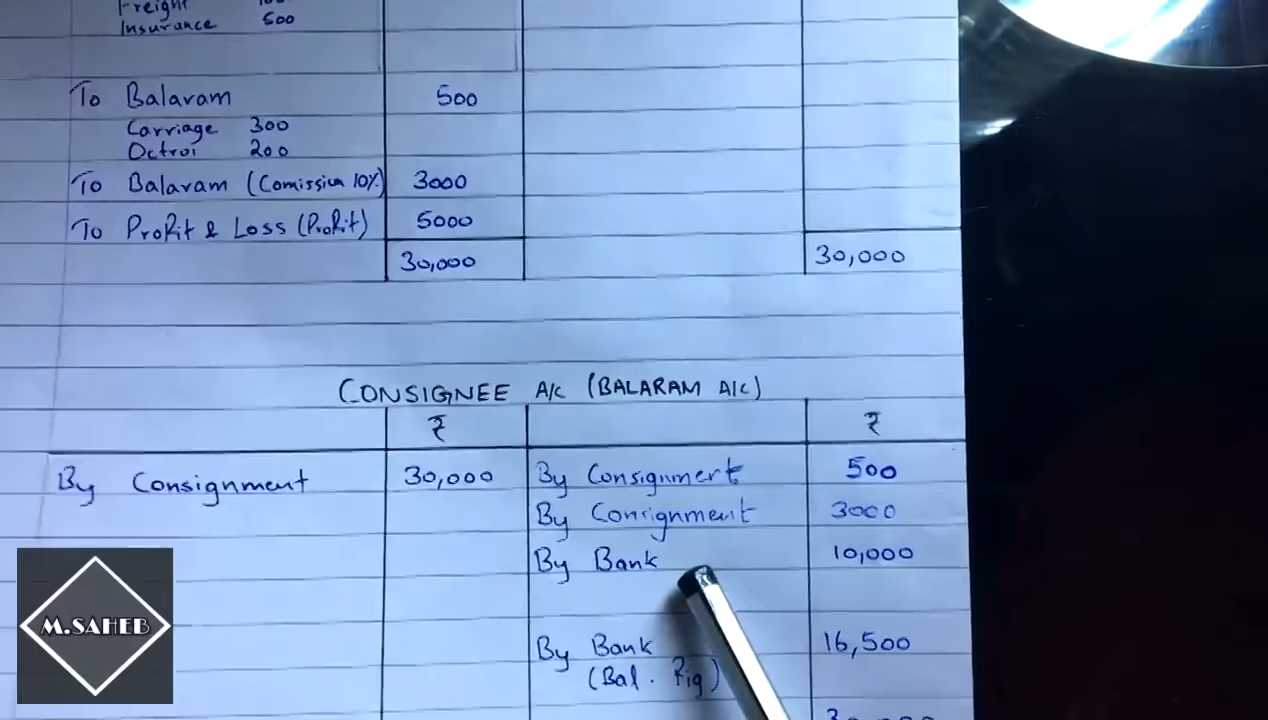 Freight
Insurance 500
To Balaram 500
Carriage 300
Octroi 200
To Balaram (Comission 10%) 3000
To Profit & Loss (Profit) 5000
30,000 30,000
CONSIGNEE A/C (BALARAM A/C)
₹ ₹
By Consignment 30,000 By Consignment 500
By Consignment 3000
By Bank 10,000
By Bank 16,500
(Bal. Fig)
M.SAHEB